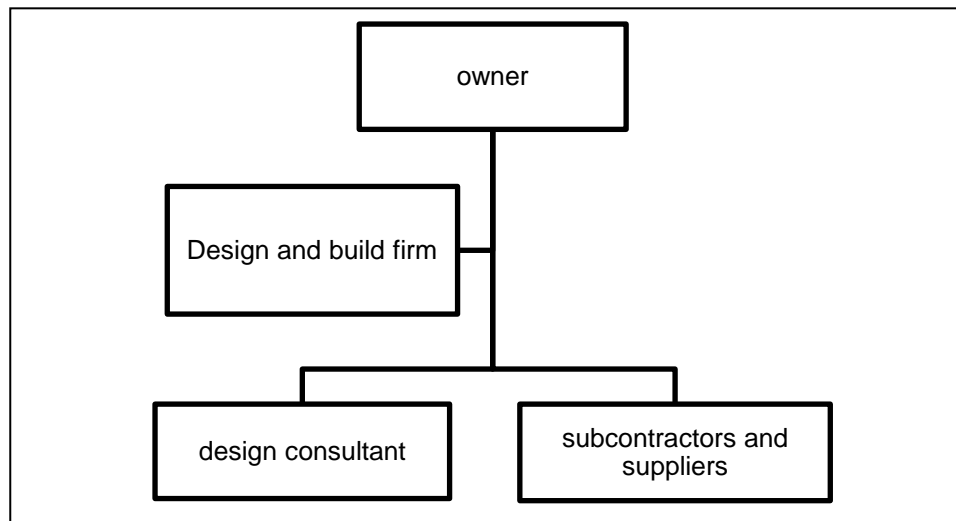 owner
Design and build firm
design consultant
subcontractors and
suppliers